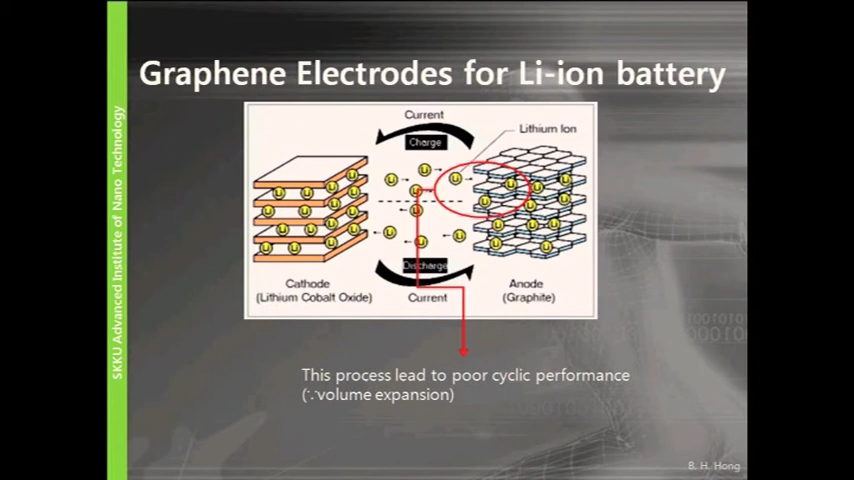 Graphene Electrodes for Li-ion battery
SKKU Advanced Institute of Nano Technology
Current
Charge
Lithium Ion
Discharge
Current
Cathode
(Lithium Cobalt Oxide)
Anode
(Graphite)
This process lead to poor cyclic performance
(∵volume expansion)
B. H. Hong